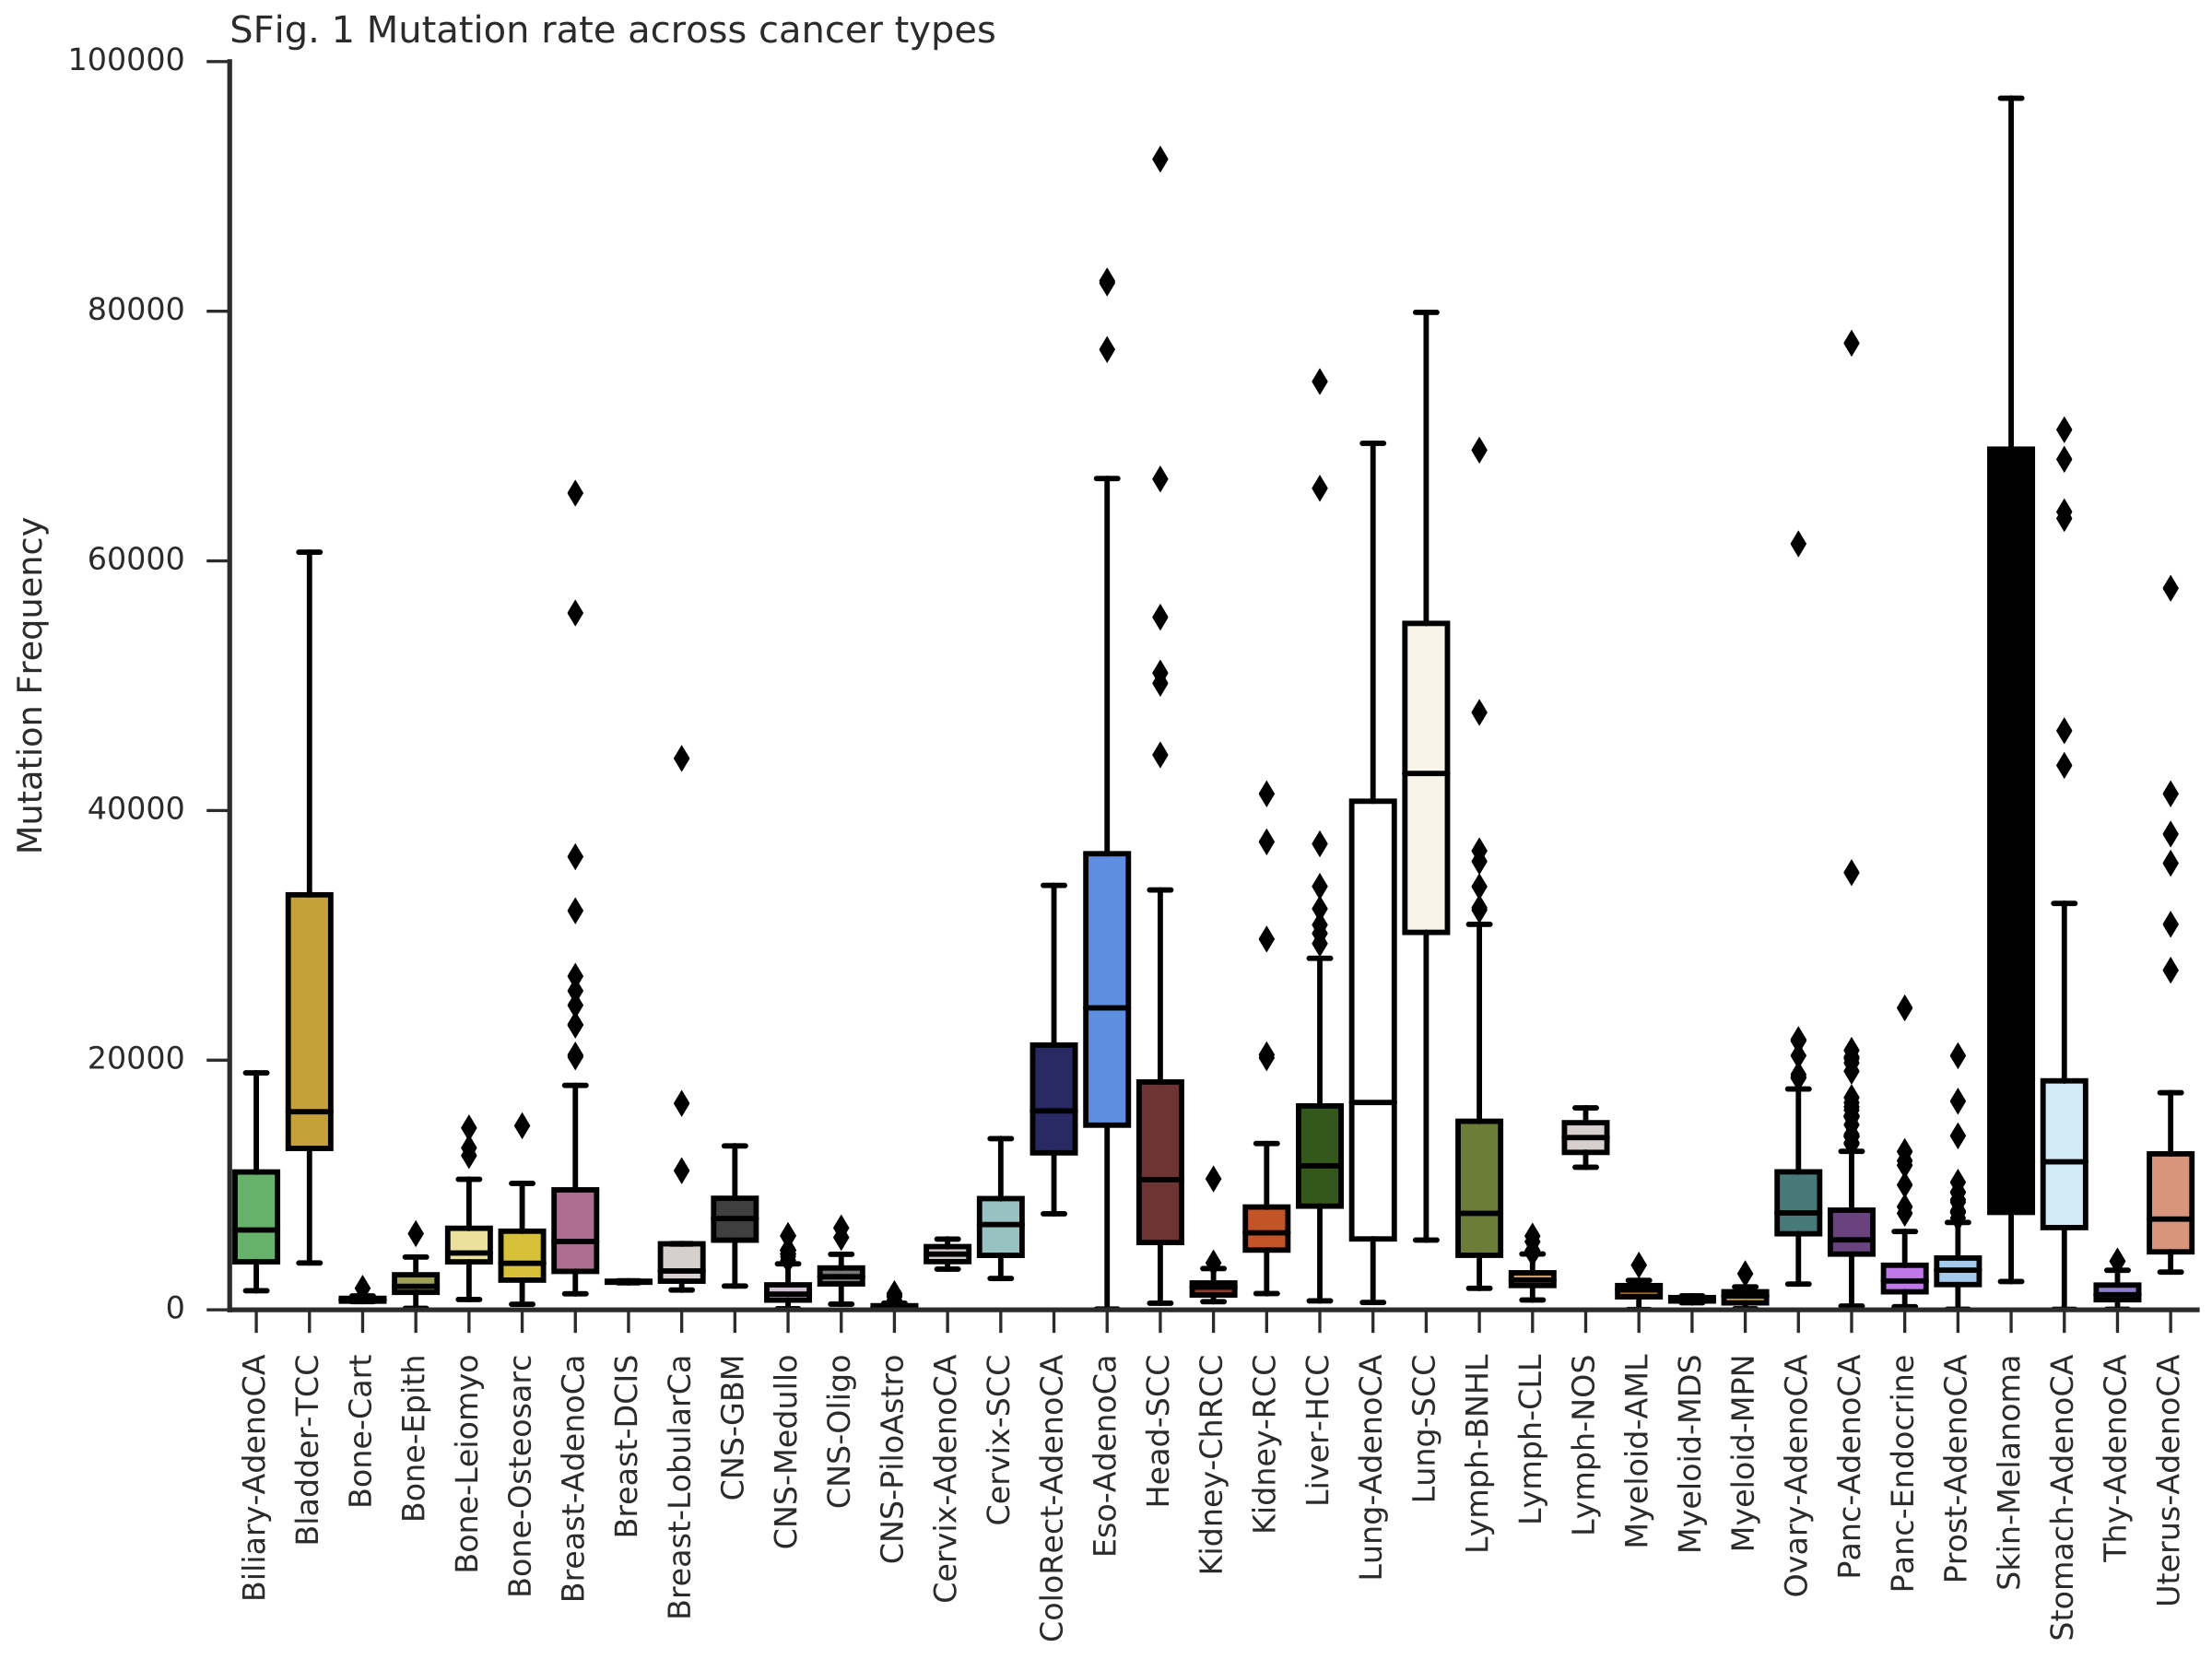 SFig. 1 Mutation rate across cancer types
100000
80000
60000
40000
20000
0
Mutation Frequency
Biliary-AdenoCA
Bladder-TCC
Bone-Cart
Bone-Epith
Bone-Leiomyo
Bone-Osteosarc
Breast-AdenoCa
Breast-DCIS
Breast-LobularCa
CNS-GBM
CNS-Medullo
CNS-Oligo
CNS-PiloAstro
Cervix-AdenoCA
Cervix-SCC
ColoRect-AdenoCA
Eso-AdenoCa
Head-SCC
Kidney-ChRCC
Kidney-RCC
Liver-HCC
Lung-AdenoCA
Lung-SCC
Lymph-BNHL
Lymph-CLL
Lymph-NOS
Myeloid-AML
Myeloid-MDS
Myeloid-MPN
Ovary-AdenoCA
Panc-AdenoCA
Panc-Endocrine
Prost-AdenoCA
Skin-Melanoma
Stomach-AdenoCA
Thy-AdenoCA
Uterus-AdenoCA